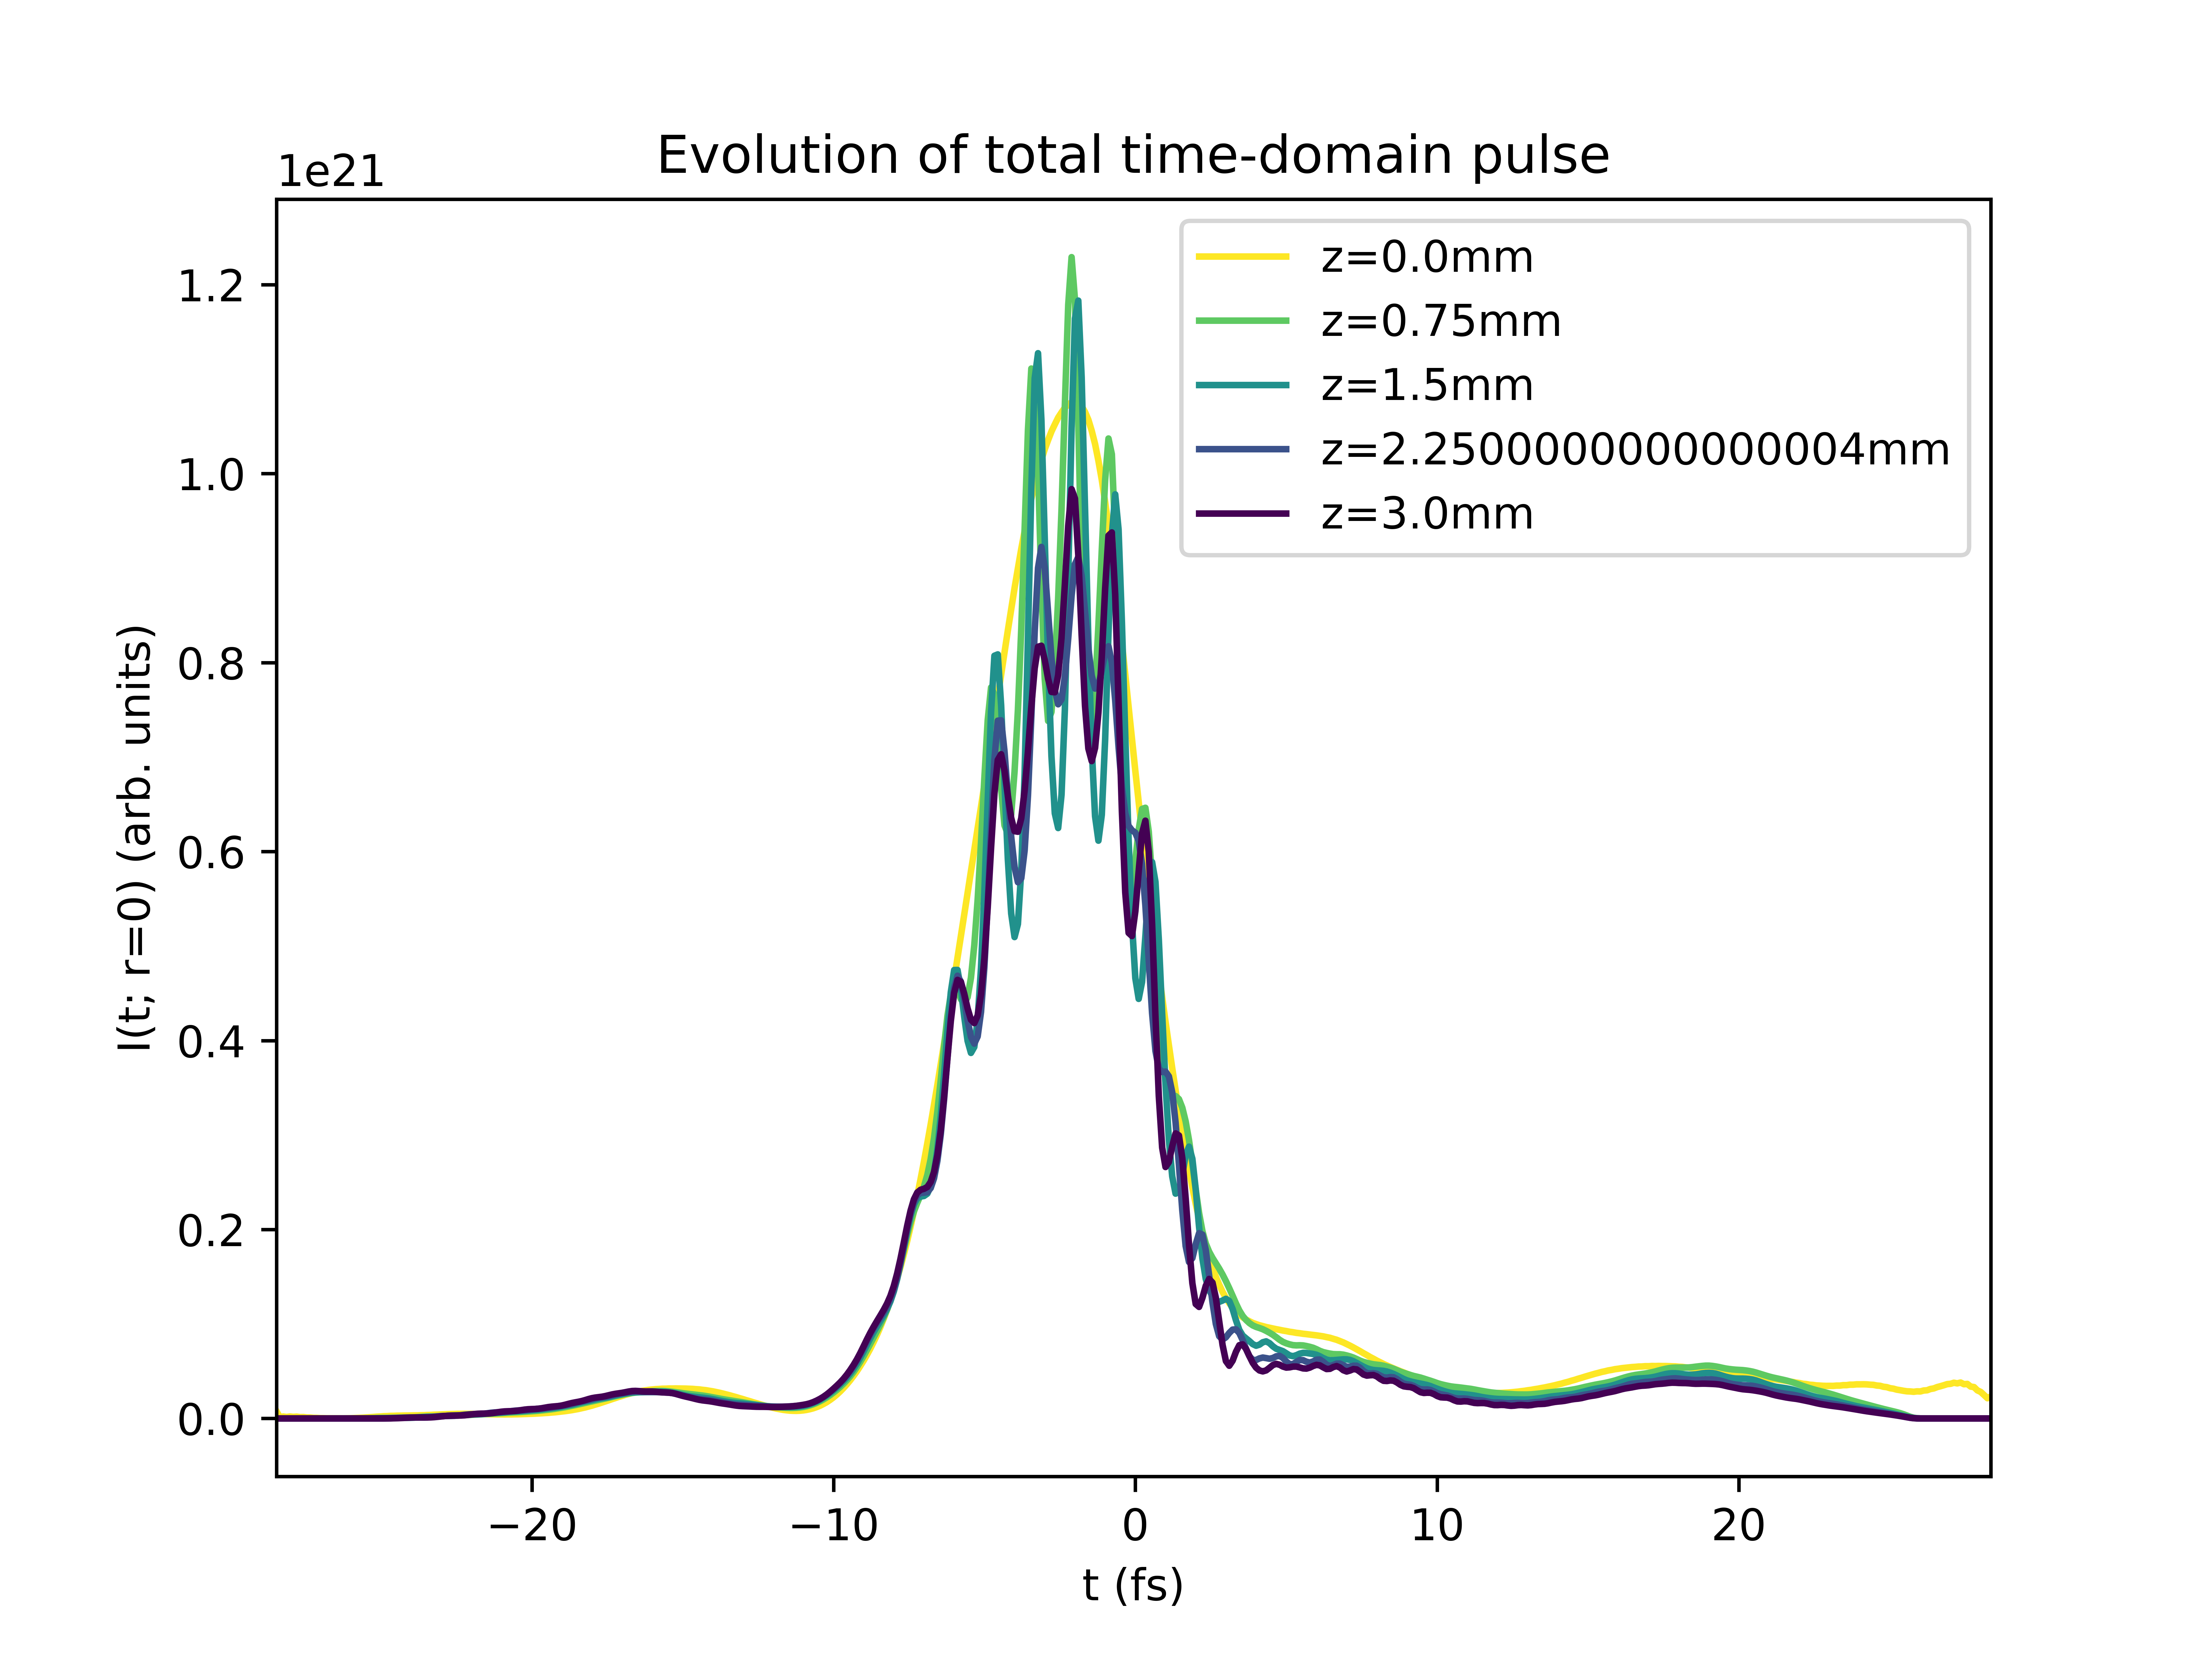 Evolution of total time-domain pulse
1e21
z=0.0mm
z=0.75mm
z=1.5mm
z=2.2500000000000004mm
z=3.0mm
I(t; r=0) (arb. units)
1.2
1.0
0.8
0.6
0.4
0.2
0.0
−20 −10 0 10 20
t (fs)